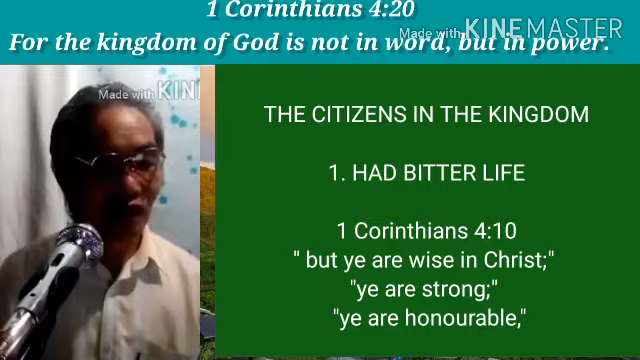 1 Corinthians 4:20
Made with KINEMASTER
For the kingdom of God is not in word, but in power.
Made with KINE
THE CITIZENS IN THE KINGDOM
1. HAD BITTER LIFE
1 Corinthians 4:10
" but ye are wise in Christ;"
"ye are strong;"
"ye are honourable,"